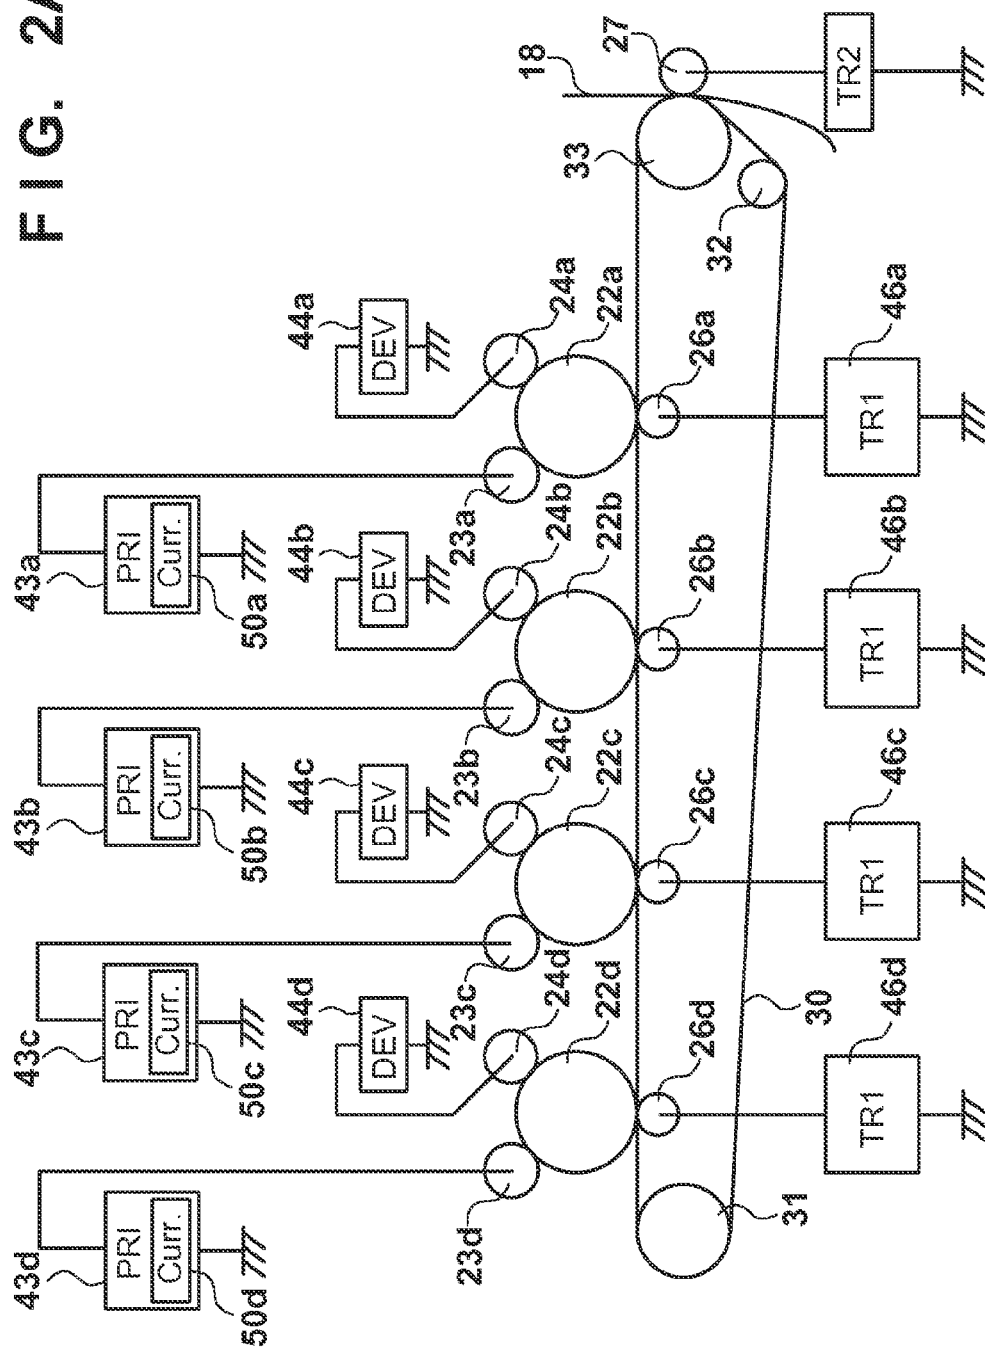 FIG. 2A
43d
PRI
Curr.
50d
43c
PRI
Curr.
50c
43b
PRI
Curr.
50b
43a
PRI
Curr.
50a
44d
DEV
44c
DEV
44b
DEV
44a
DEV
23d
24d
23c
24c
23b
24b
23a
24a
22d
22c
22b
22a
33
18
27
26d
26c
26b
26a
32
31
30
46d
TR1
46c
TR1
46b
TR1
46a
TR1
TR2